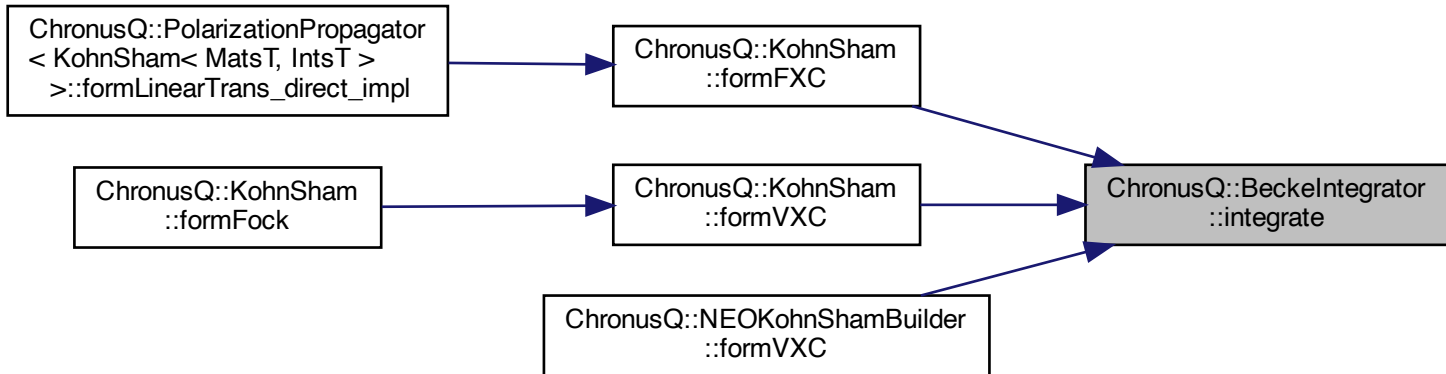 ChronusQ::PolarizationPropagator
< KohnSham< MatsT, IntsT >
>::formLinearTrans_direct_impl
ChronusQ::KohnSham
::formFXC
ChronusQ::KohnSham
::formFock
ChronusQ::KohnSham
::formVXC
ChronusQ::BeckeIntegrator
::integrate
ChronusQ::NEOKohnShamBuilder
::formVXC